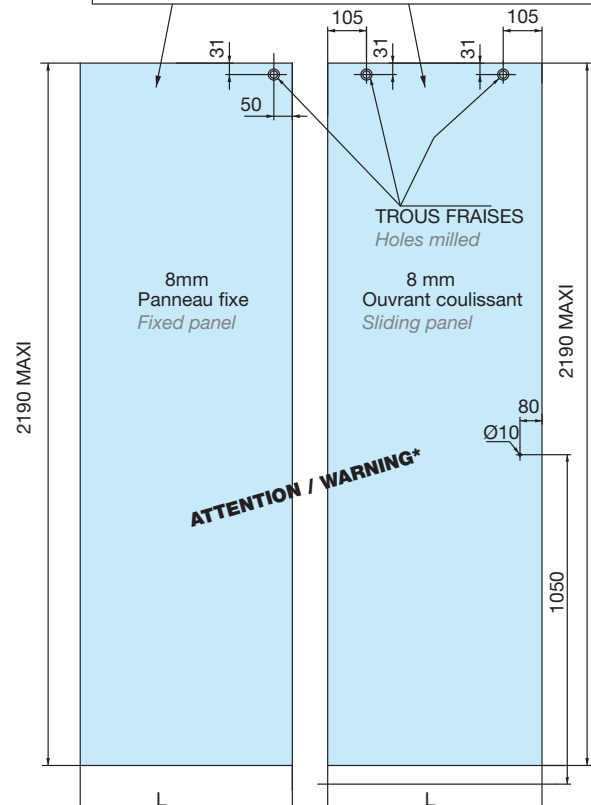 105
105
31
31
31
50
TROUS FRAISES
Holes milled
8mm
Panneau fixe
Fixed panel
8 mm
Ouvrant coulissant
Sliding panel
2190 MAXI
2190 MAXI
80
Ø10
ATTENTION / WARNING*
1050
L
L